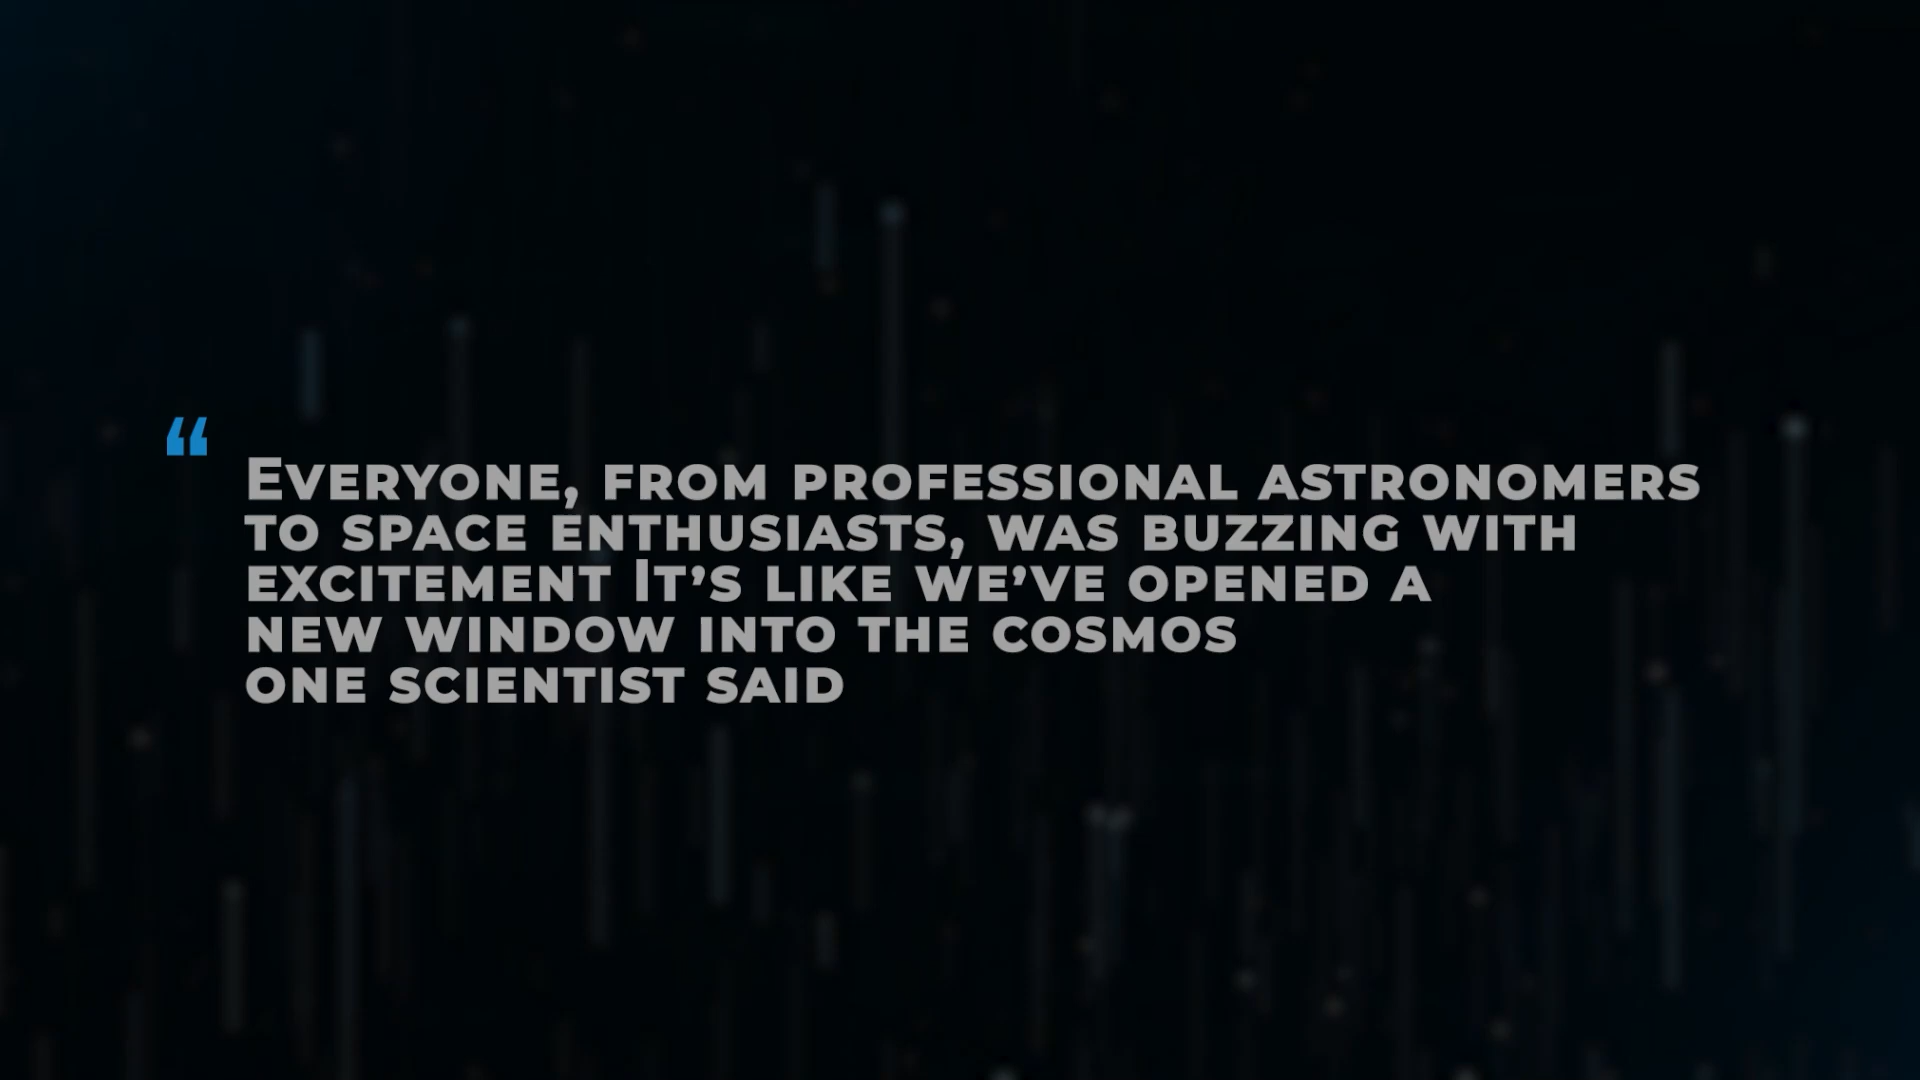 “
Everyone, from professional astronomers
to space enthusiasts, was buzzing with
excitement It’s like we’ve opened a
new window into the cosmos
one scientist said